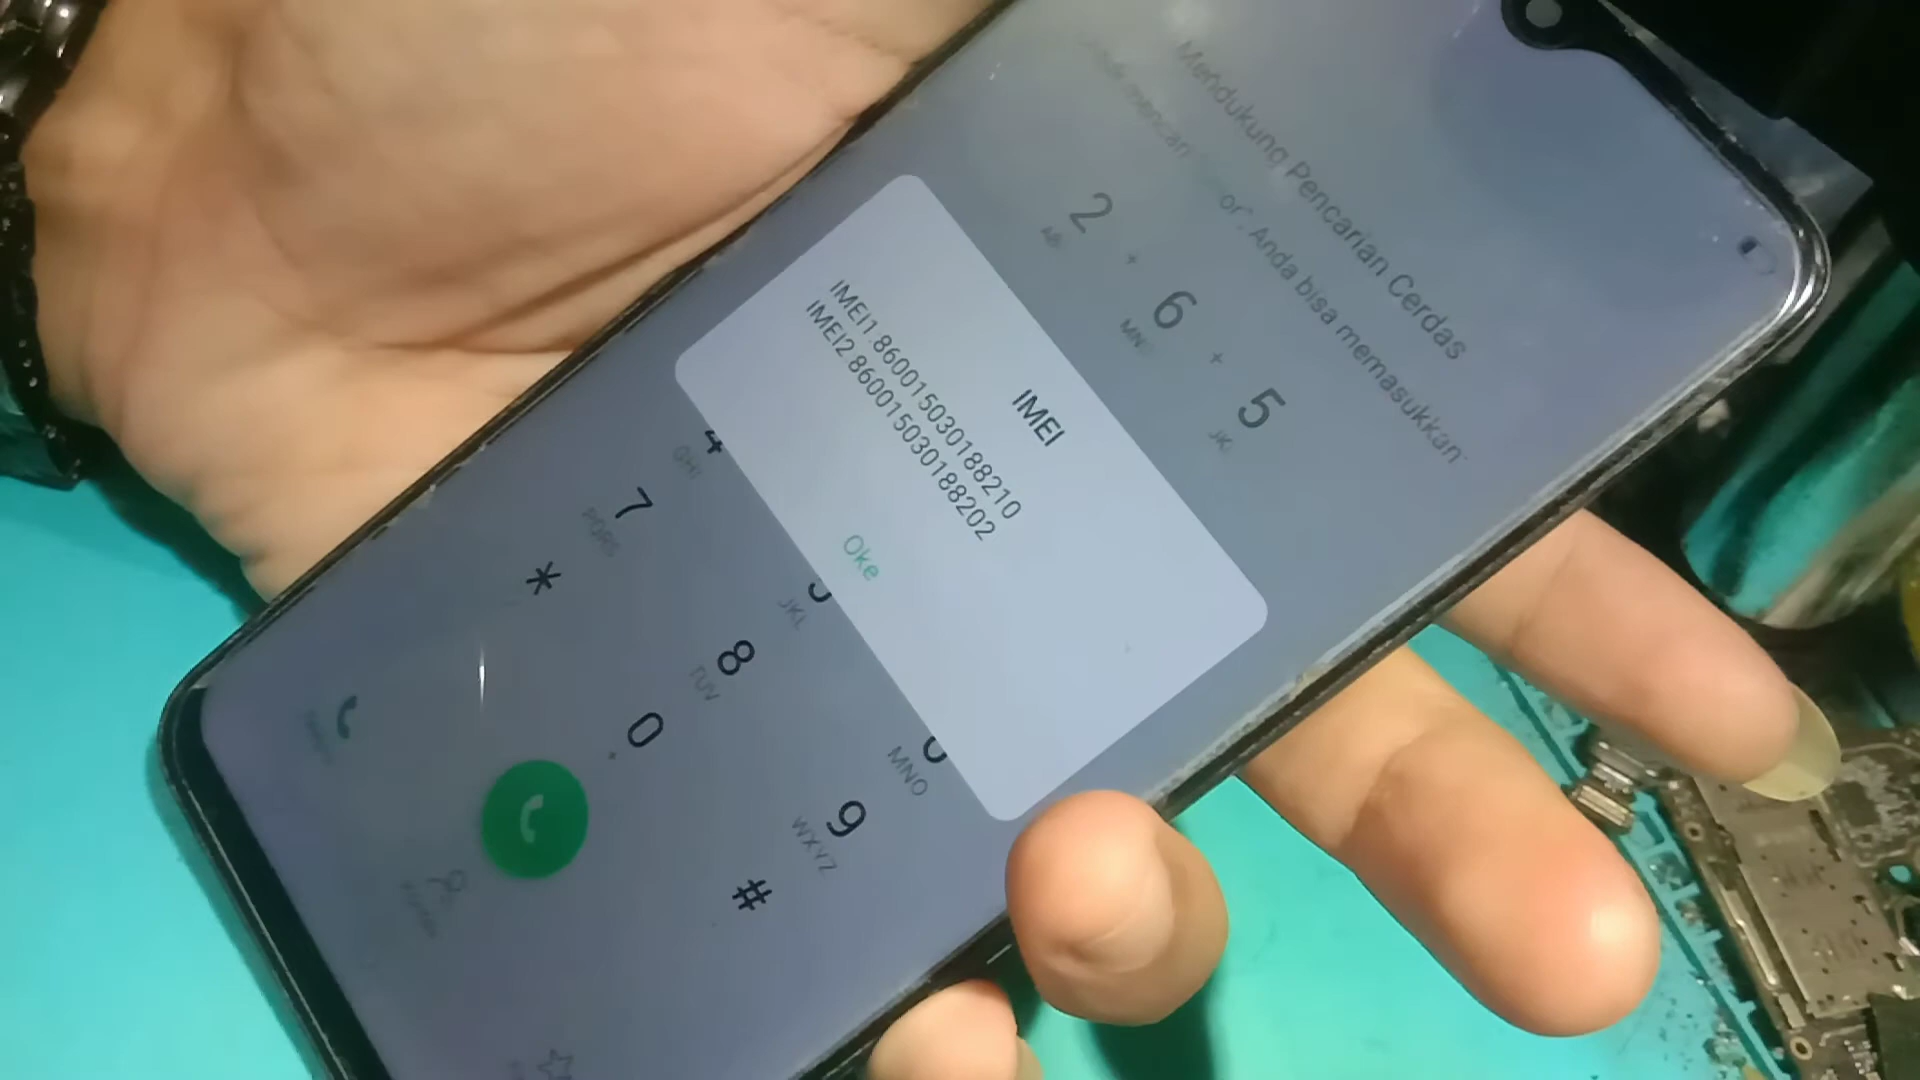 Mendukung Pencarian Cerdas
Anda bisa memasukkan
2 + 6 + 5
IMEI
IMEI1:860015030188210
IMEI2:860015030188202
Oke
4
GHI
JKL
MNO
7
PQRS
8
TUV
9
WXYZ
*
0
+
#